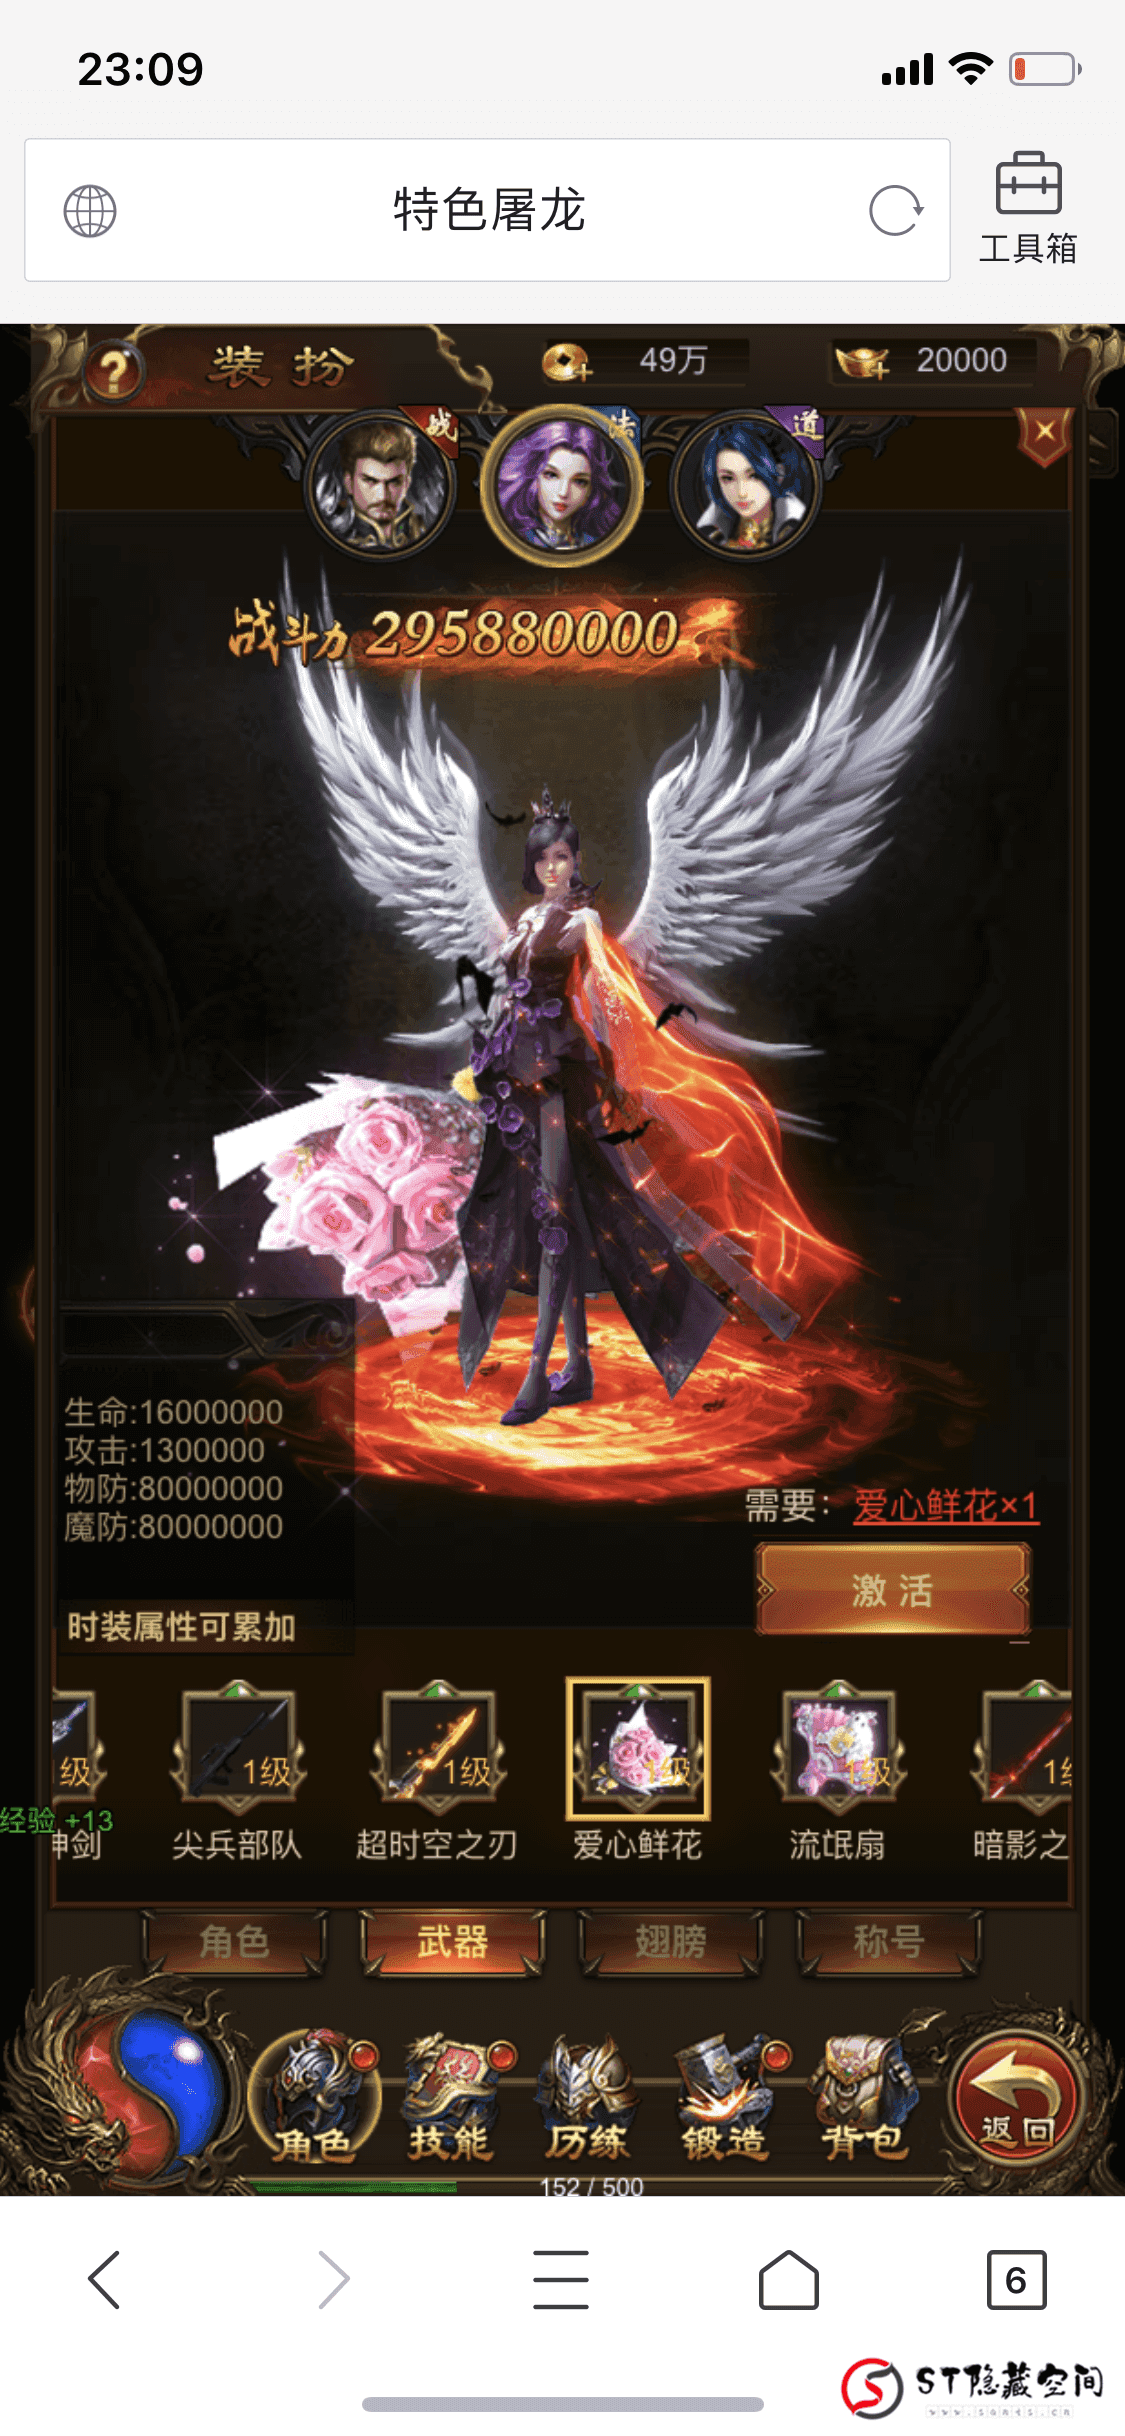 23:09
特色屠龙
工具箱
?
装扮
49万
20000
战
法
道
战斗力 295880000
生命:16000000
攻击:1300000
物防:80000000
魔防:80000000
需要: 爱心鲜花×1
激活
时装属性可累加
1级
1级
1级
1级
1级
经验 +13
神剑
尖兵部队
超时空之刃
爱心鲜花
流氓扇
暗影之
角色
武器
翅膀
称号
角色
技能
历练
锻造
背包
返回
152 / 500
6
ST隐藏空间